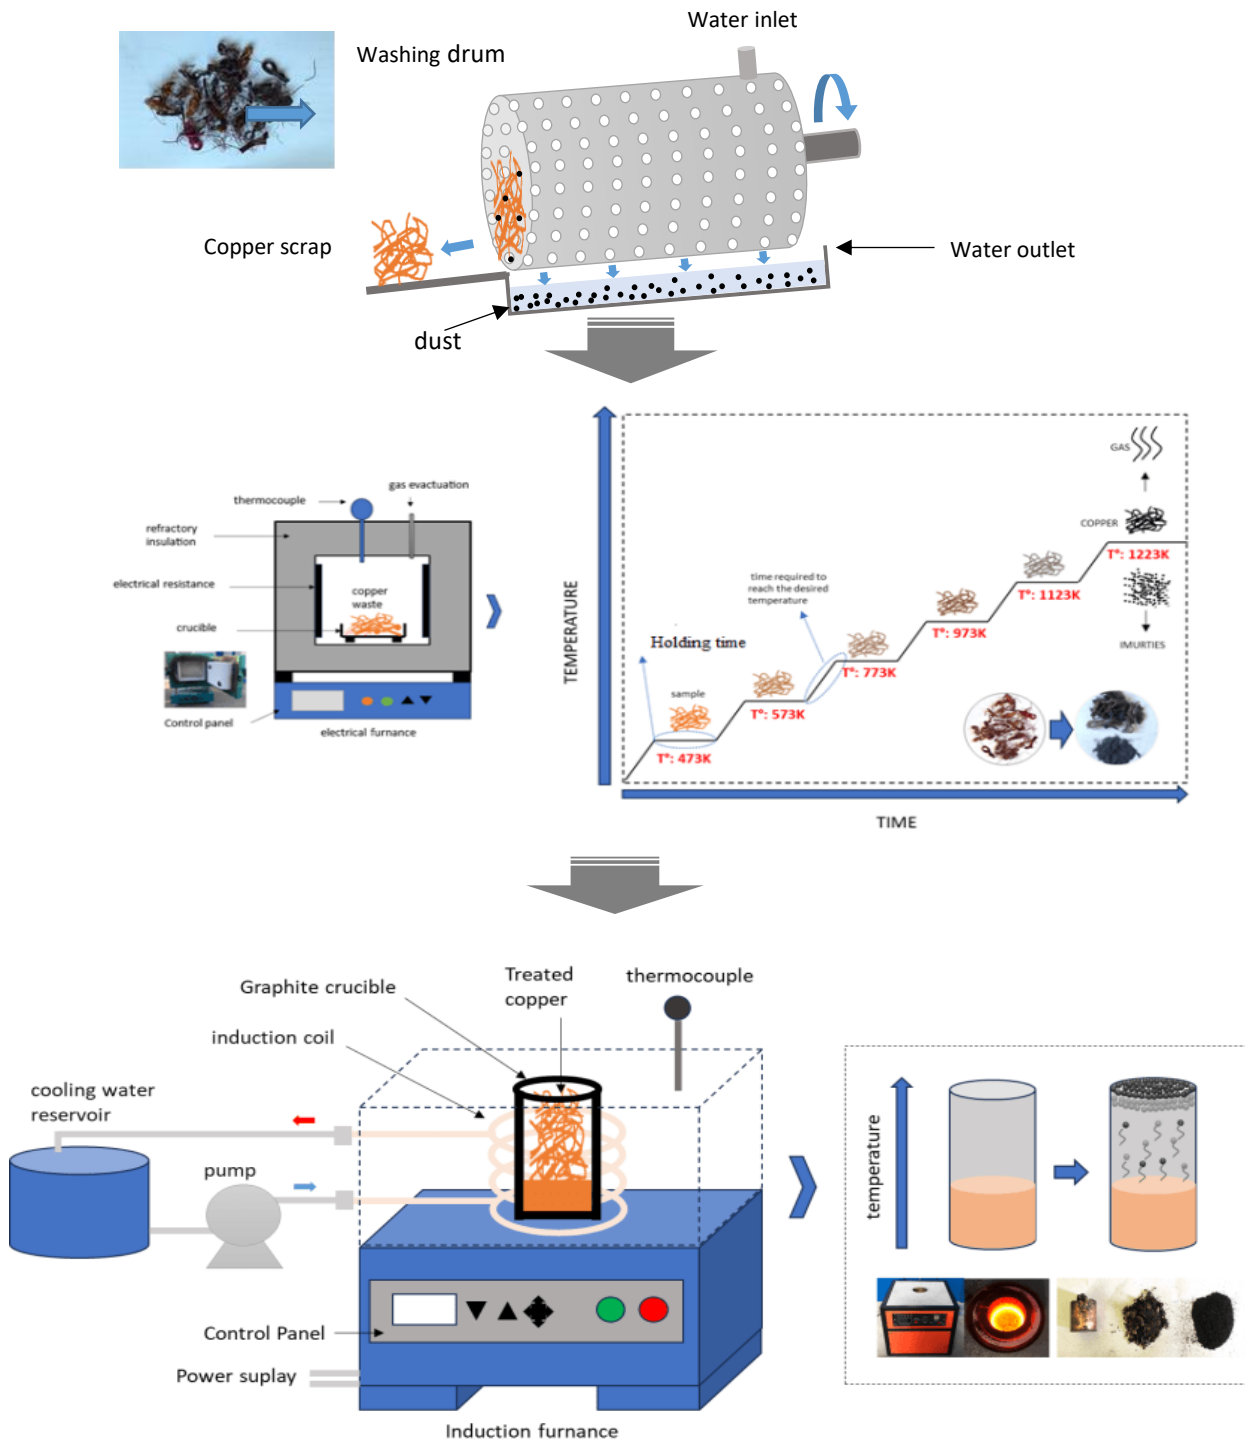 Water inlet
Washing drum
Copper scrap
Water outlet
dust
thermocouple
gas evactuation
refractory
insulation
electrical resistance
copper
waste
crucible
Control panel
electrical furnance
TEMPERATURE
GAS
COPPER
T°: 1223K
T°: 1123K
IMURTIES
time required to
reach the desired
temperature
T°: 973K
Holding time
T°: 773K
sample
T°: 573K
T°: 473K
TIME
Treated
copper
thermocouple
Graphite crucible
induction coil
cooling water
reservoir
pump
temperature
Control Panel
Power suplay
Induction furnance